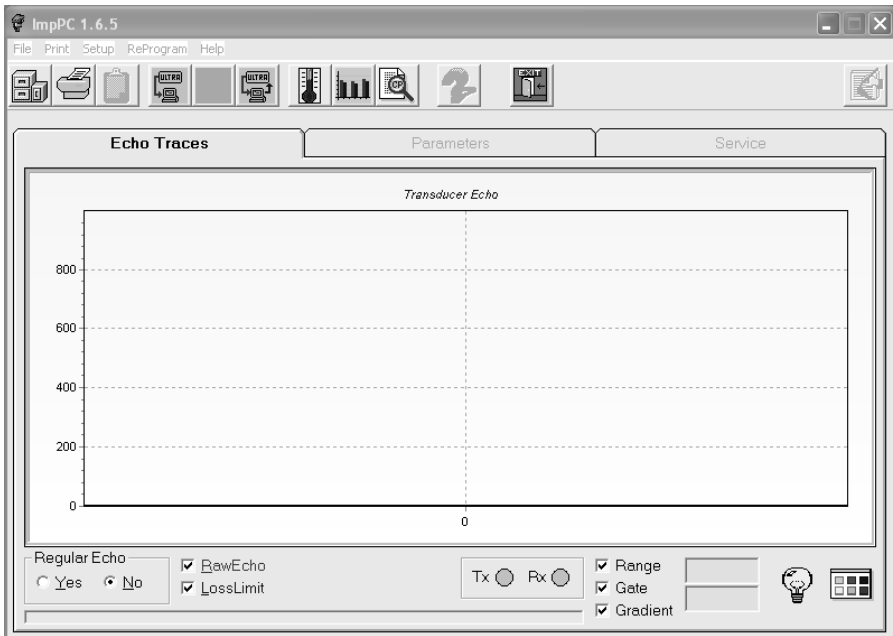 ImpPC 1.6.5
File Print Setup ReProgram Help
ULTRA ULTRA CP EXIT
Echo Traces Parameters Service
Transducer Echo
800
600
400
200
0
0
Regular Echo
Yes No
RawEcho
LossLimit
Tx Rx
Range
Gate
Gradient